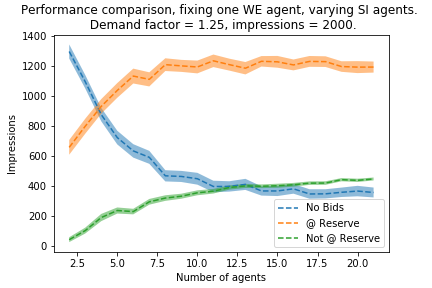 Performance comparison, fixing one WE agent, varying SI agents.
Demand factor = 1.25, impressions = 2000.
1400
1200
1000
800
600
400
200
0
Impressions
2.5 5.0 7.5 10.0 12.5 15.0 17.5 20.0
Number of agents
No Bids
@ Reserve
Not @ Reserve